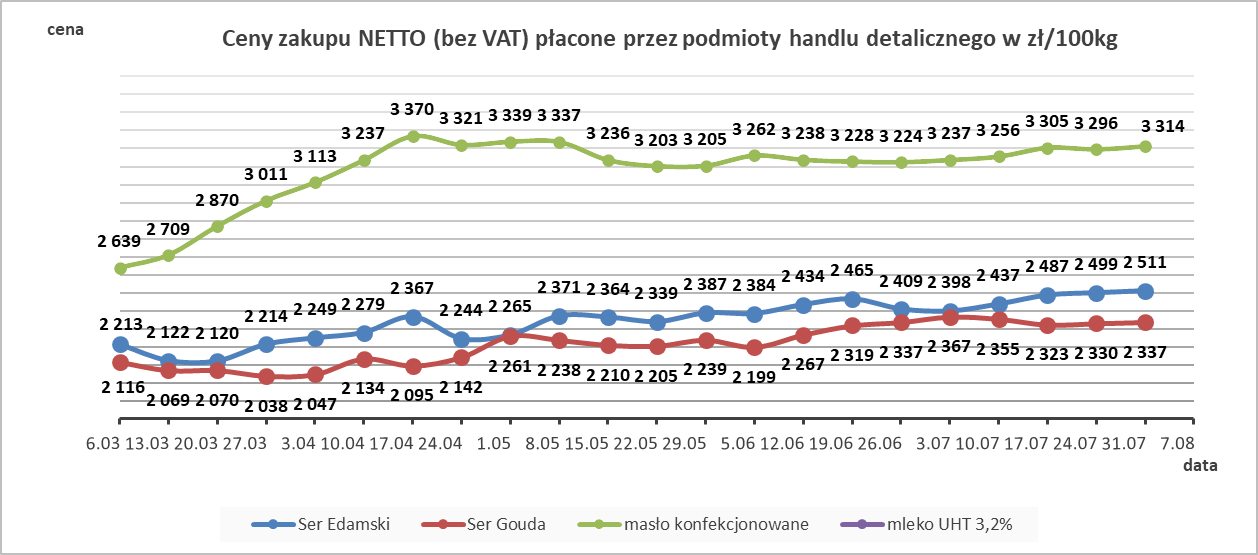 cena
Ceny zakupu NETTO (bez VAT) płacone przez podmioty handlu detalicznego w zł/100kg
2 639 2 709 2 870 3 011 3 113 3 237 3 370 3 321 3 339 3 337 3 236 3 203 3 205 3 262 3 238 3 228 3 224 3 237 3 256 3 305 3 296 3 314
2 213 2 122 2 120 2 214 2 249 2 279 2 367 2 244 2 265 2 371 2 364 2 339 2 387 2 384 2 434 2 465 2 409 2 398 2 437 2 487 2 499 2 511
2 116 2 069 2 070 2 038 2 047 2 134 2 095 2 142 2 261 2 238 2 210 2 205 2 239 2 199 2 267 2 319 2 337 2 367 2 355 2 323 2 330 2 337
6.03 13.03 20.03 27.03 3.04 10.04 17.04 24.04 1.05 8.05 15.05 22.05 29.05 5.06 12.06 19.06 26.06 3.07 10.07 17.07 24.07 31.07 7.08
data
Ser Edamski Ser Gouda masło konfekcjonowane mleko UHT 3,2%